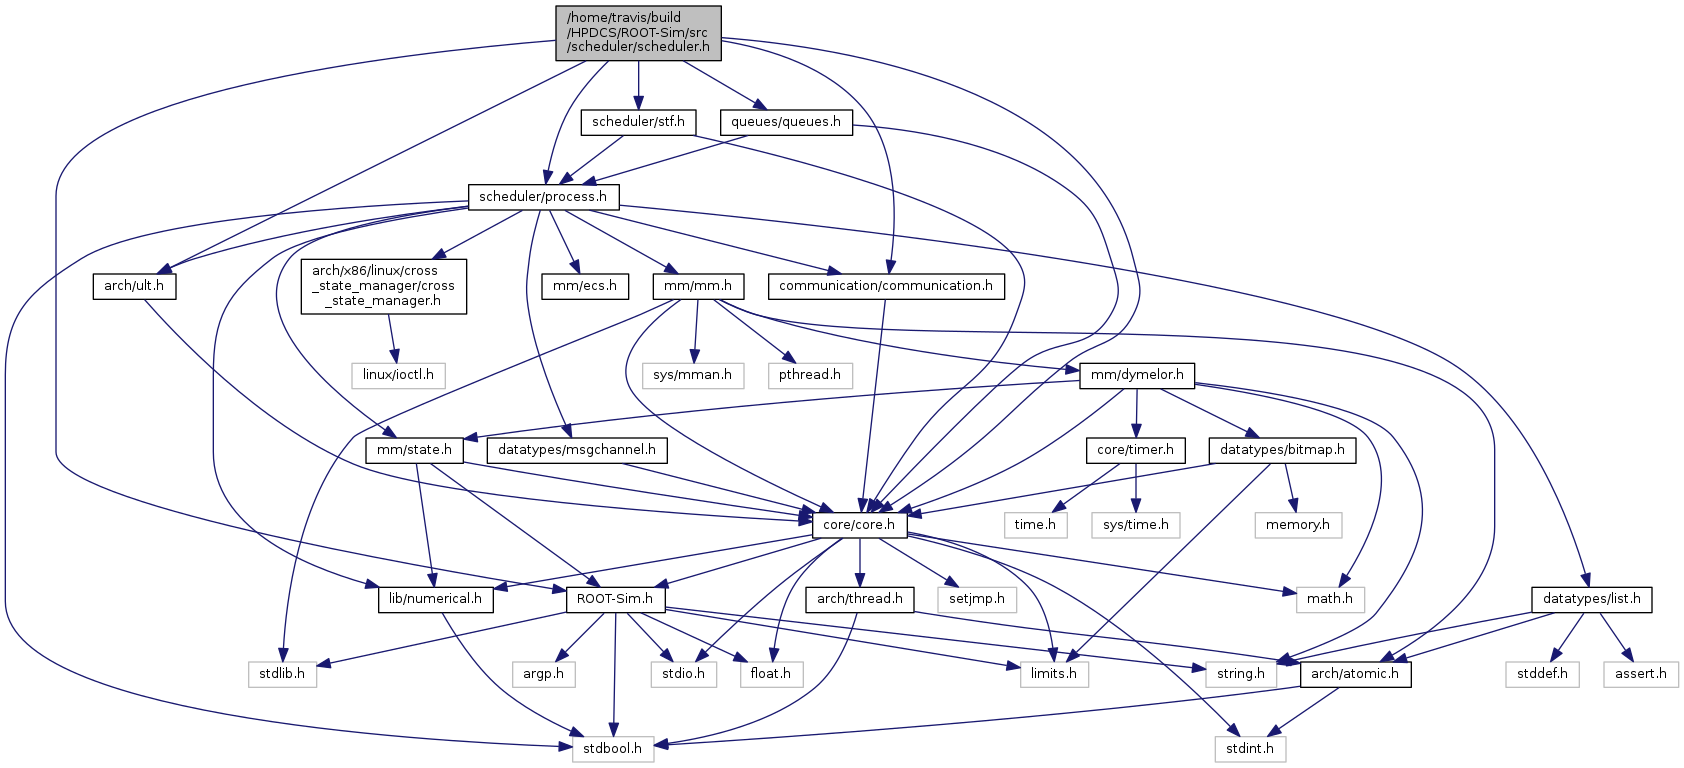 /home/travis/build
/HPDCS/ROOT-Sim/src
/scheduler/scheduler.h
scheduler/stf.h
queues/queues.h
scheduler/process.h
arch/ult.h
arch/x86/linux/cross
_state_manager/cross
_state_manager.h
mm/ecs.h
mm/mm.h
communication/communication.h
linux/ioctl.h
sys/mman.h
pthread.h
mm/dymelor.h
mm/state.h
datatypes/msgchannel.h
core/timer.h
datatypes/bitmap.h
core/core.h
time.h
sys/time.h
memory.h
lib/numerical.h
ROOT-Sim.h
arch/thread.h
setjmp.h
math.h
datatypes/list.h
stdlib.h
argp.h
stdio.h
float.h
limits.h
string.h
arch/atomic.h
stddef.h
assert.h
stdbool.h
stdint.h